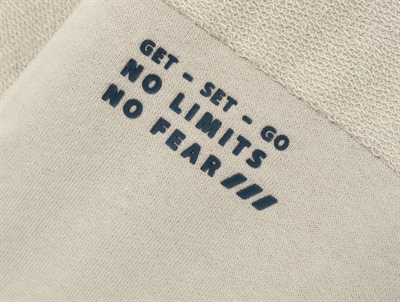 GET - SET - GO
NO LIMITS
NO FEAR///